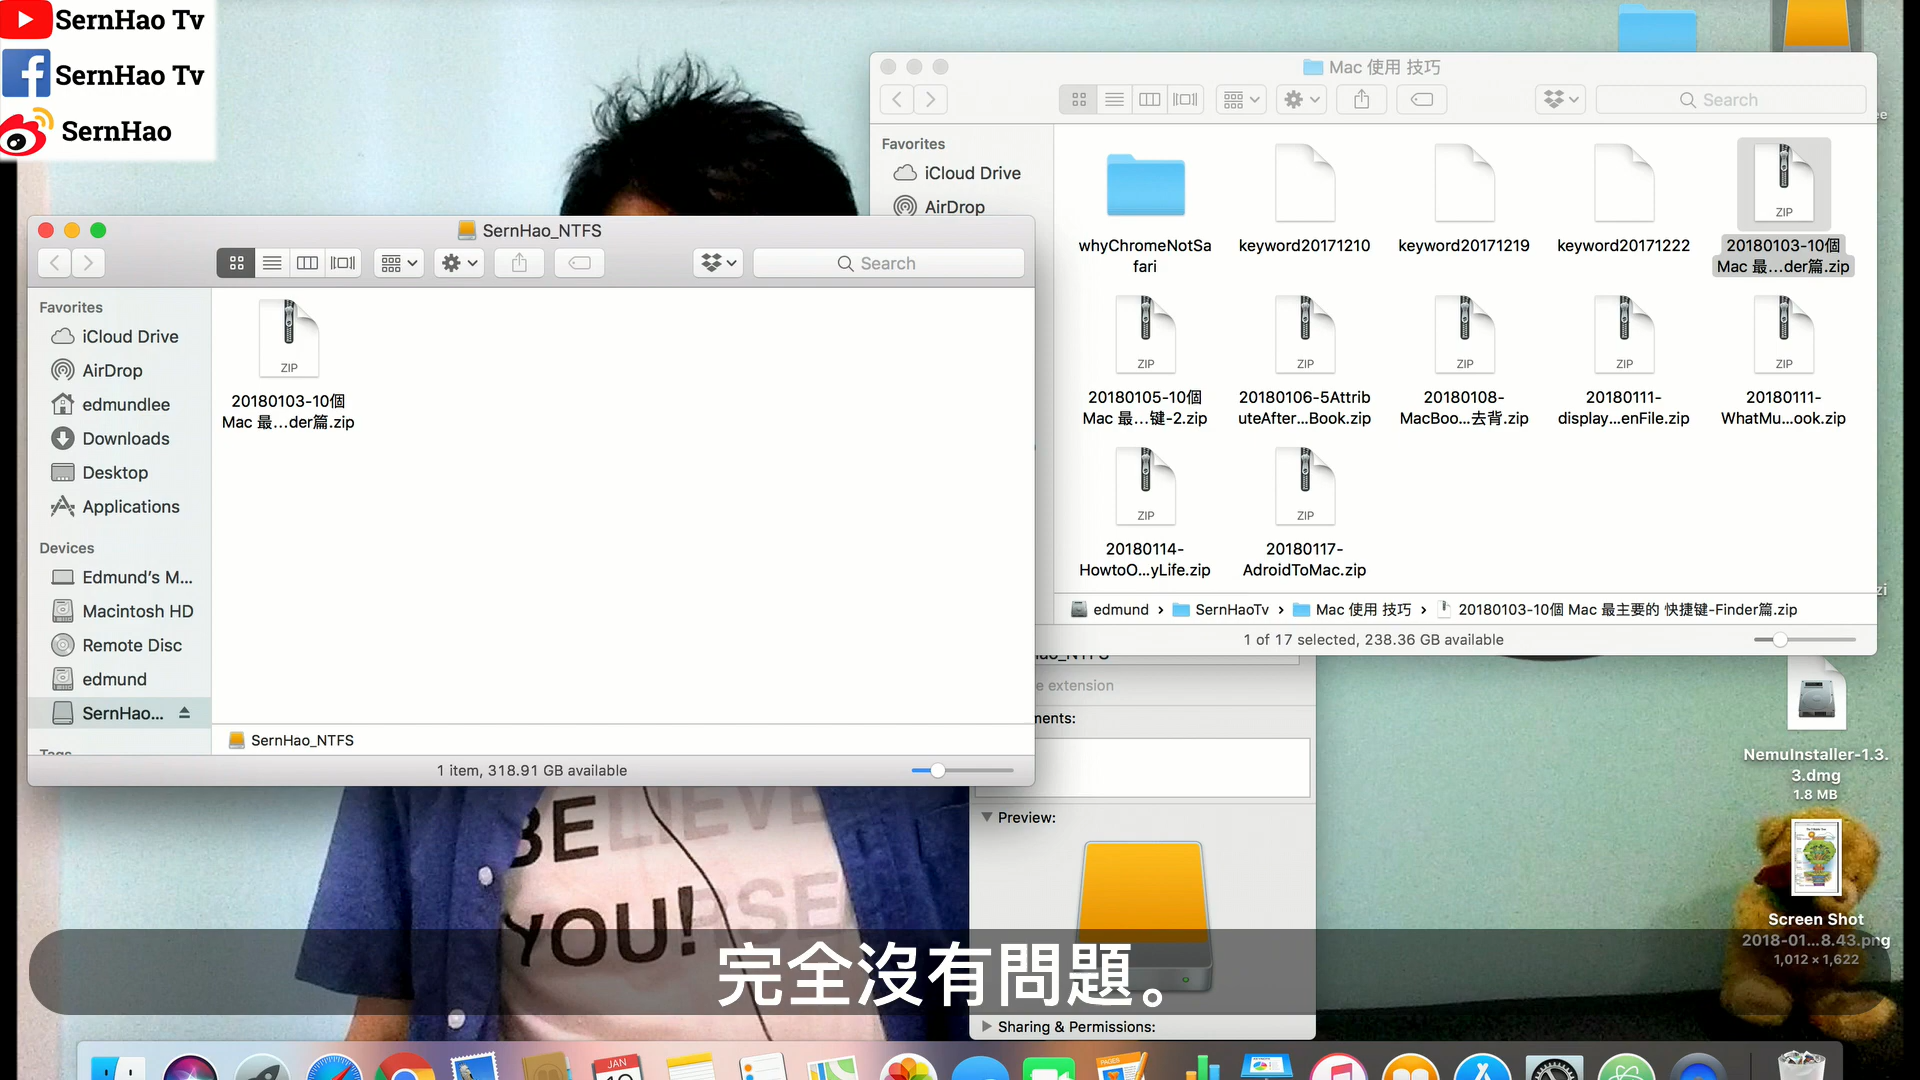 SernHao Tv
SernHao Tv
SernHao
Mac 使用 技巧
Search
Favorites
iCloud Drive
AirDrop
whyChromeNotSa
fari
keyword20171210
keyword20171219
keyword20171222
ZIP
20180103-10個
Mac 最…der篇.zip
ZIP
20180105-10個
Mac 最…键-2.zip
ZIP
20180106-5Attrib
uteAfter…Book.zip
ZIP
20180108-
MacBoo…去背.zip
ZIP
20180111-
display…enFile.zip
ZIP
20180111-
WhatMu…ook.zip
ZIP
20180114-
HowtoO…yLife.zip
ZIP
20180117-
AdroidToMac.zip
edmund › SernHaoTv › Mac 使用 技巧 › 20180103-10個 Mac 最主要的 快捷键-Finder篇.zip
1 of 17 selected, 238.36 GB available
SernHao_NTFS
Search
Favorites
iCloud Drive
AirDrop
edmundlee
Downloads
Desktop
Applications
Devices
Edmund's M...
Macintosh HD
Remote Disc
edmund
SernHao...
Tags
ZIP
20180103-10個
Mac 最…der篇.zip
SernHao_NTFS
1 item, 318.91 GB available
e extension
ments:
Preview:
Sharing & Permissions:
NemuInstaller-1.3.
3.dmg
1.8 MB
Screen Shot
2018-01...8.43.png
1,012 × 1,622
BELIEVE
YOU!
完全沒有問題。
JAN
PAGES